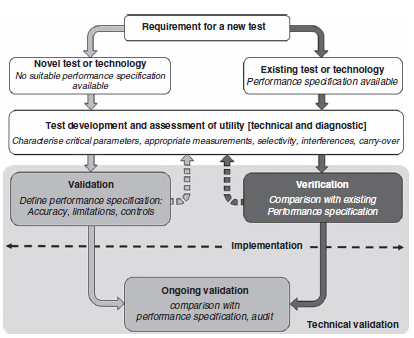 Requirement for a new test
Novel test or technology
No suitable performance specification
available
Existing test or technology
Performance specification available
Test development and assessment of utility [technical and diagnostic]
Characterise critical parameters, appropriate measurements, selectivity, interferences, carry-over
Validation
Define performance specification:
Accuracy, limitations, controls
Verification
Comparison with existing
Performance specification
Implementation
Ongoing validation
comparison with
performance specification, audit
Technical validation